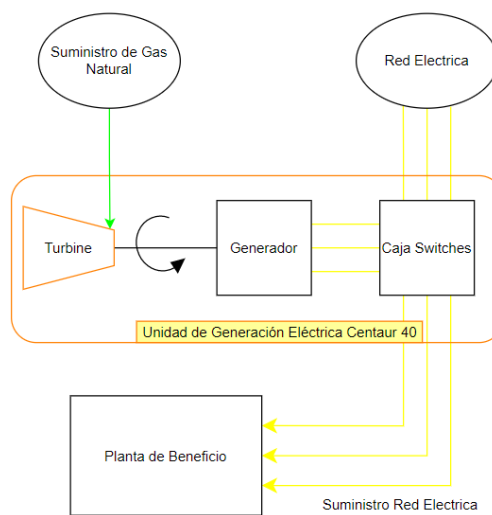 Suministro de Gas
Natural
Red Electrica
Turbine
Generador
Caja Switches
Unidad de Generación Eléctrica Centaur 40
Planta de Beneficio
Suministro Red Electrica